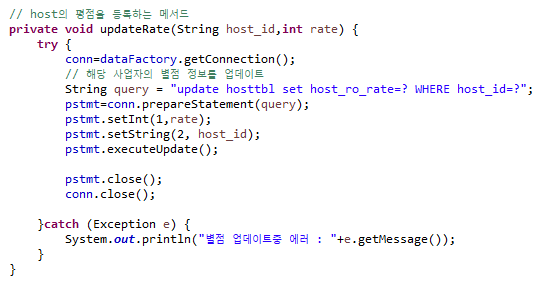 // host의 평점을 등록하는 메서드
private void updateRate(String host_id,int rate) {
try {
conn=dataFactory.getConnection();
// 해당 사업자의 별점 정보를 업데이트
String query = "update hosttbl set host_ro_rate=? WHERE host_id=?";
pstmt=conn.prepareStatement(query);
pstmt.setInt(1,rate);
pstmt.setString(2, host_id);
pstmt.executeUpdate();
pstmt.close();
conn.close();
}catch (Exception e) {
System.out.println("별점 업데이트중 에러 : "+e.getMessage());
}
}